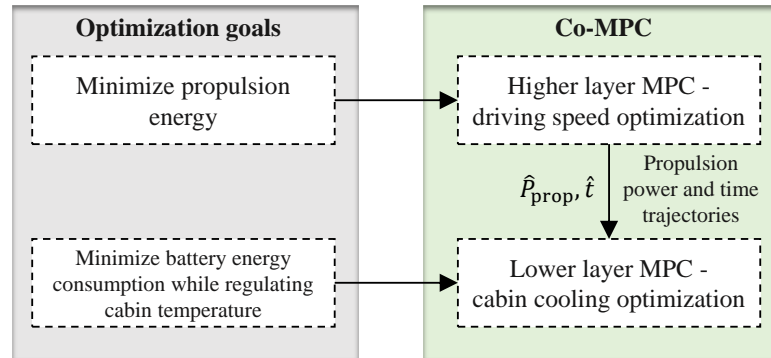 Optimization goals
Minimize propulsion
energy
Minimize battery energy
consumption while regulating
cabin temperature
Co-MPC
Higher layer MPC -
driving speed optimization
P̂prop, t̂
Propulsion
power and time
trajectories
Lower layer MPC -
cabin cooling optimization